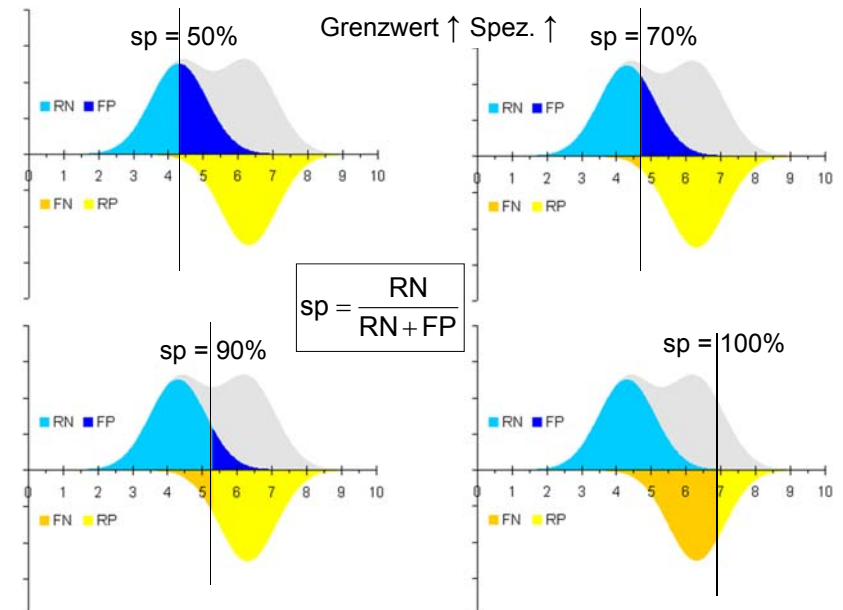 Grenzwert ↑ Spez. ↑
sp = 50%
RN FP
0 1 2 3 4 5 6 7 8 9 10
FN RP
sp = 70%
RN FP
0 1 2 3 4 5 6 7 8 9 10
FN RP
sp = RN / (RN + FP)
sp = 90%
RN FP
0 1 2 3 4 5 6 7 8 9 10
FN RP
sp = 100%
RN FP
0 1 2 3 4 5 6 7 8 9 10
FN RP